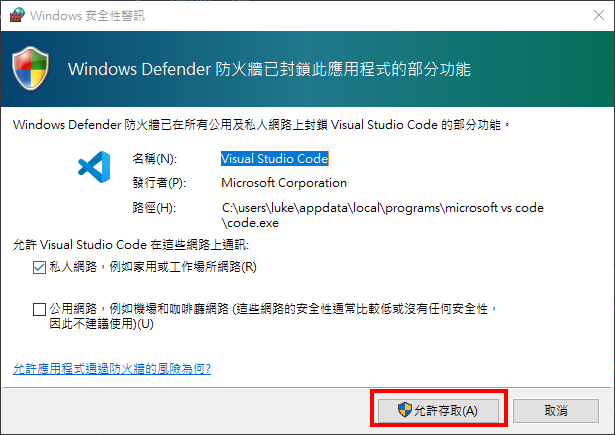 Windows 安全性警訊
Windows Defender 防火牆已封鎖此應用程式的部分功能
Windows Defender 防火牆已在所有公用及私人網路上封鎖 Visual Studio Code 的部分功能。
名稱(N): Visual Studio Code
發行者(P): Microsoft Corporation
路徑(H): C:\users\luke\appdata\local\programs\microsoft vs code
\code.exe
允許 Visual Studio Code 在這些網路上通訊:
私人網路，例如家用或工作場所網路(R)
公用網路，例如機場和咖啡廳網路 (這些網路的安全性通常比較低或沒有任何安全性，
因此不建議使用)(U)
允許應用程式通過防火牆的風險為何?
允許存取(A)
取消